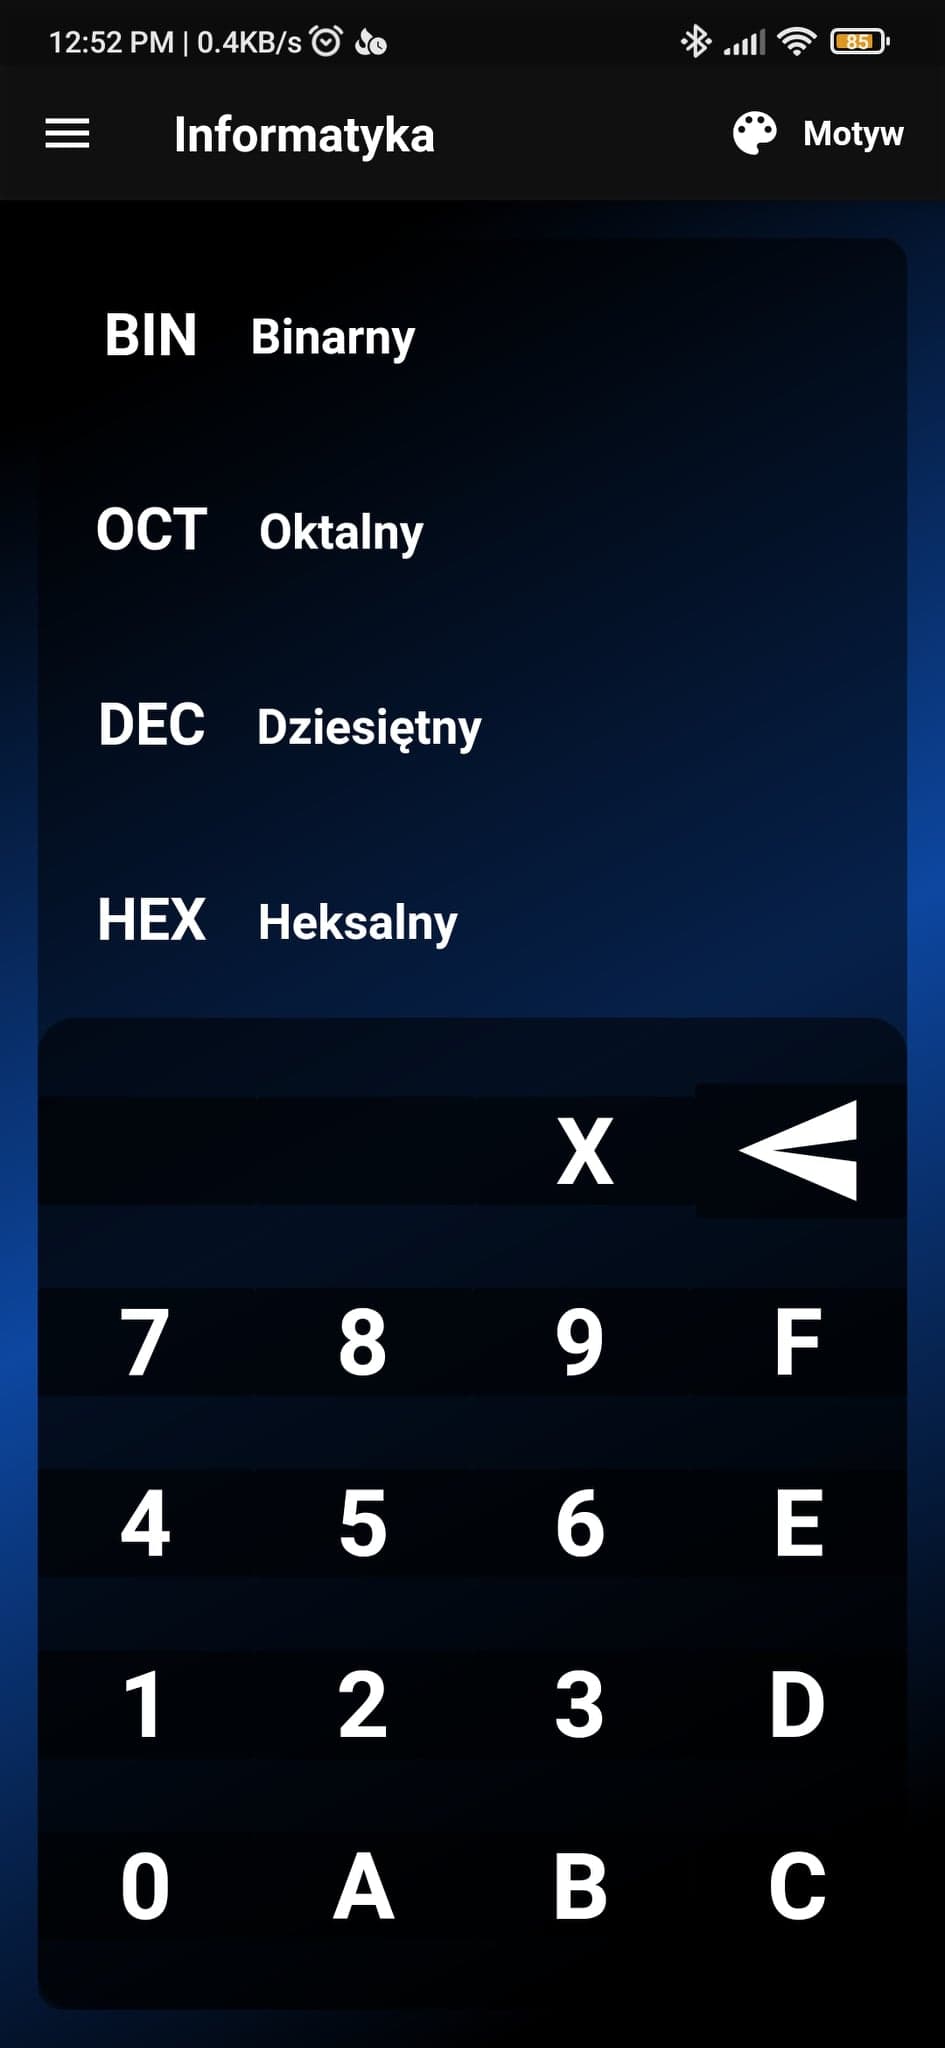 12:52 PM | 0.4KB/s 85
Informatyka Motyw
BIN Binarny
OCT Oktalny
DEC Dziesiętny
HEX Heksalny
X
7 8 9 F
4 5 6 E
1 2 3 D
0 A B C